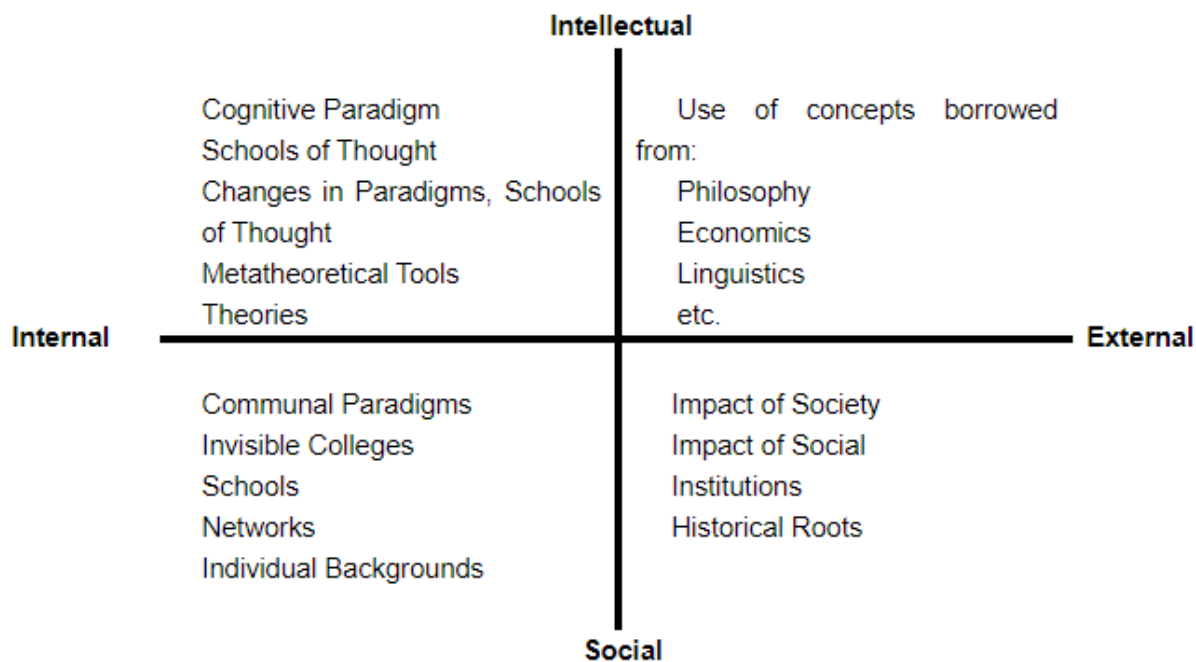 Intellectual
Cognitive Paradigm
Schools of Thought
Changes in Paradigms, Schools
of Thought
Metatheoretical Tools
Theories
Use of concepts borrowed
from:
Philosophy
Economics
Linguistics
etc.
Internal
External
Communal Paradigms
Invisible Colleges
Schools
Networks
Individual Backgrounds
Impact of Society
Impact of Social
Institutions
Historical Roots
Social